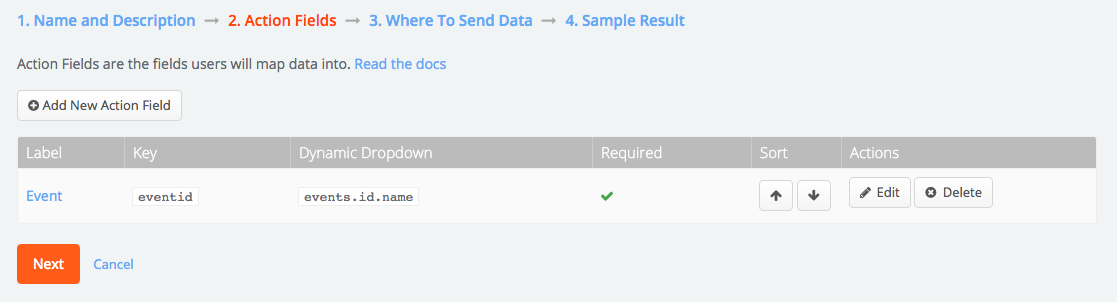 1. Name and Description → 2. Action Fields → 3. Where To Send Data → 4. Sample Result
Action Fields are the fields users will map data into. Read the docs
Add New Action Field
Label Key Dynamic Dropdown Required Sort Actions
Event eventid events.id.name Edit Delete
Next Cancel